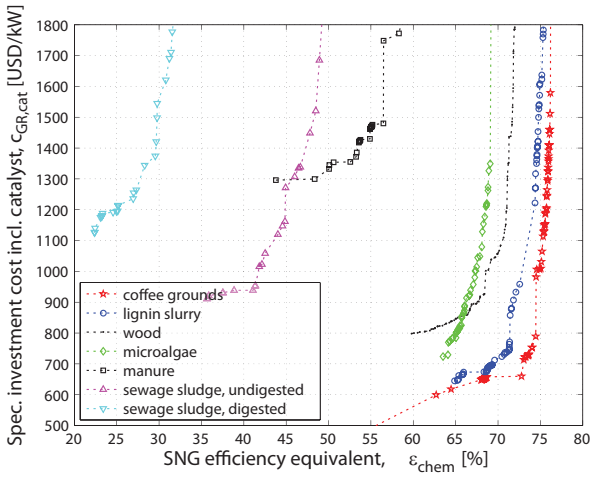 Spec. investment cost incl. catalyst, c_GR,cat [USD/kW]
1800
1700
1600
1500
1400
1300
1200
1100
1000
900
800
700
600
500
coffee grounds
lignin slurry
wood
microalgae
manure
sewage sludge, undigested
sewage sludge, digested
20 25 30 35 40 45 50 55 60 65 70 75 80
SNG efficiency equivalent, ε_chem [%]